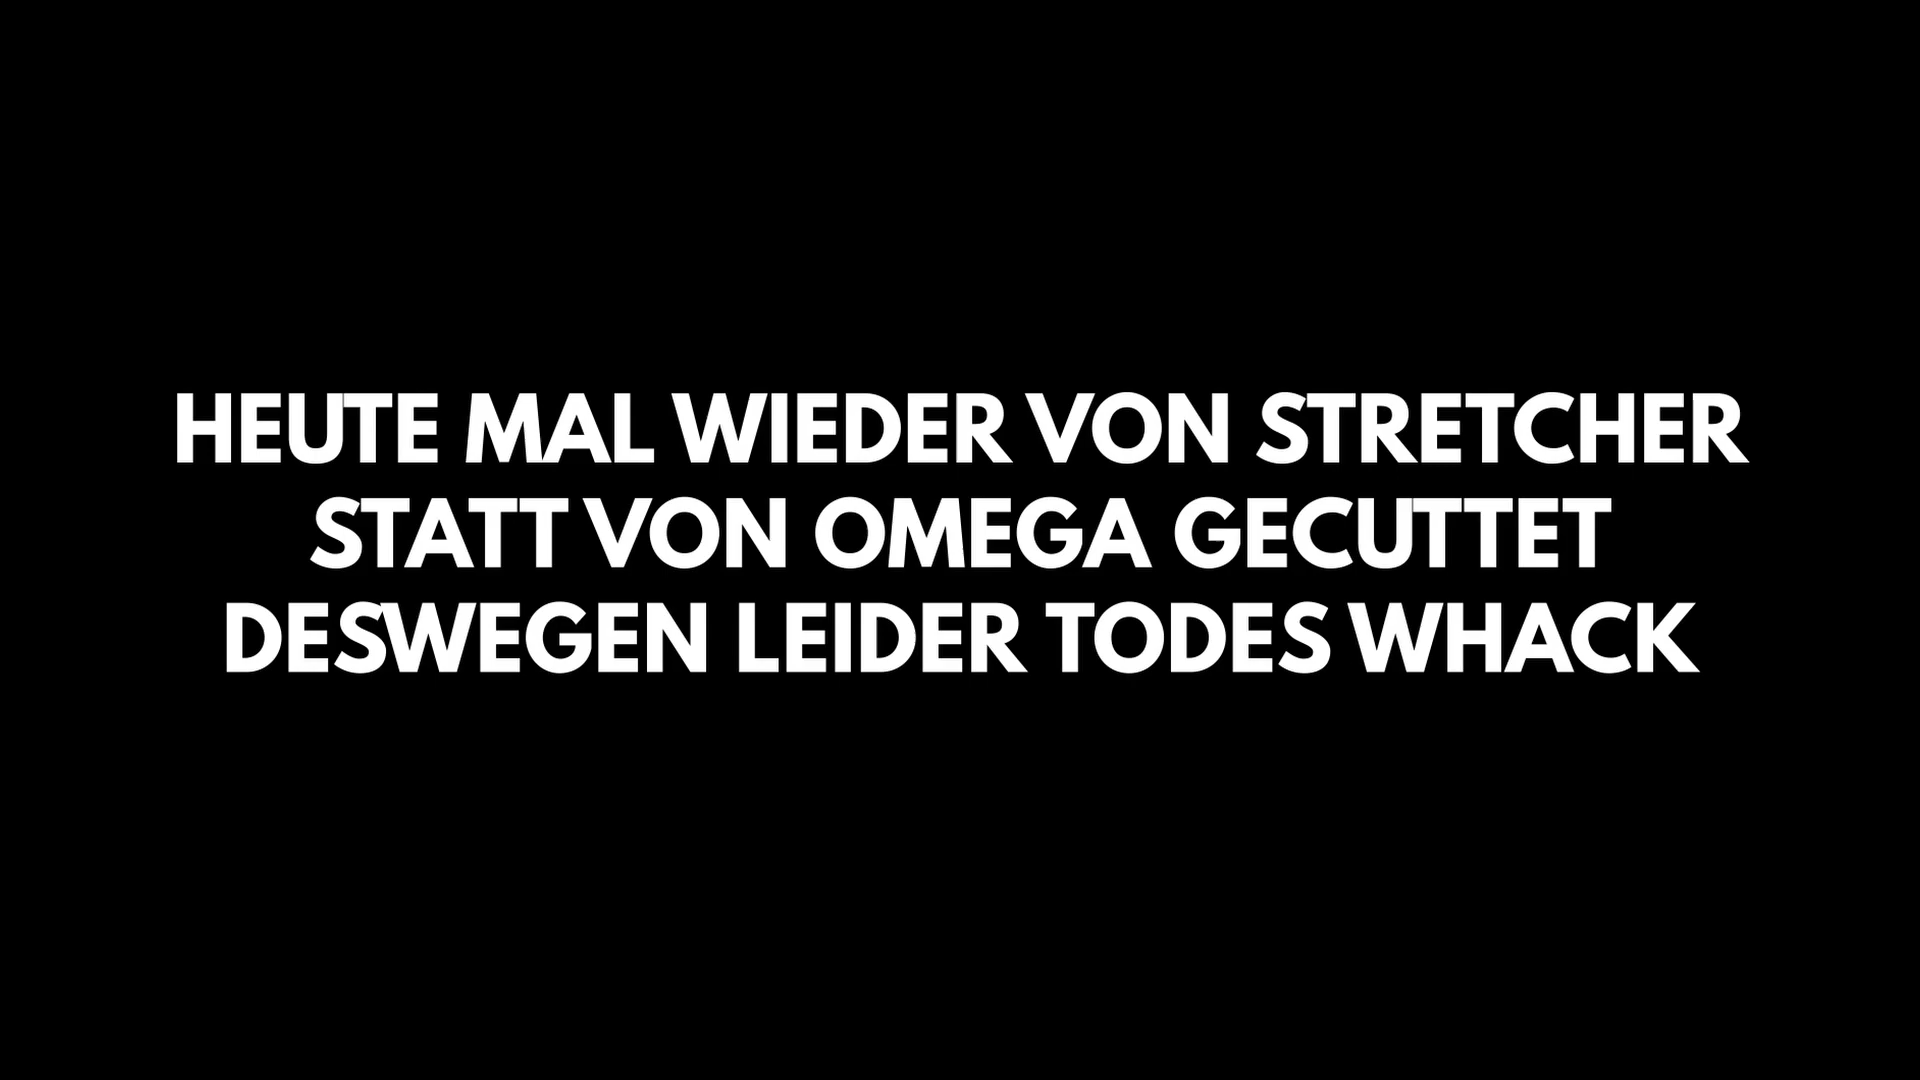 HEUTE MAL WIEDER VON STRETCHER
STATT VON OMEGA GECUTTET
DESWEGEN LEIDER TODES WHACK